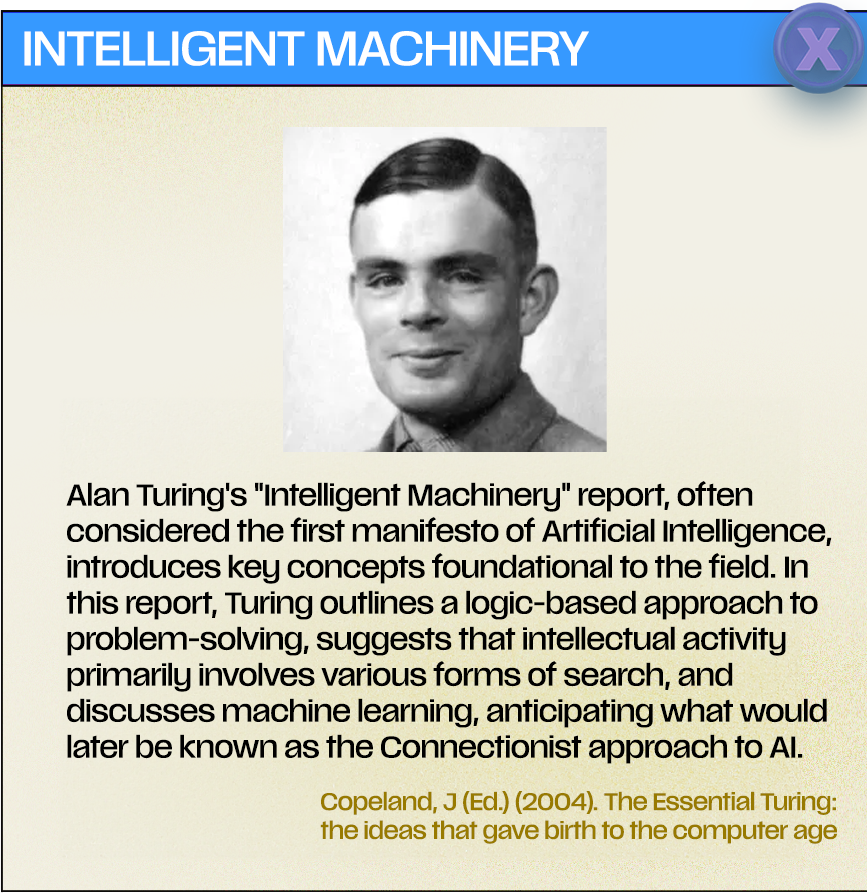 INTELLIGENT MACHINERY
X
Alan Turing's "Intelligent Machinery" report, often
considered the first manifesto of Artificial Intelligence,
introduces key concepts foundational to the field. In
this report, Turing outlines a logic-based approach to
problem-solving, suggests that intellectual activity
primarily involves various forms of search, and
discusses machine learning, anticipating what would
later be known as the Connectionist approach to AI.
Copeland, J (Ed.) (2004). The Essential Turing:
the ideas that gave birth to the computer age